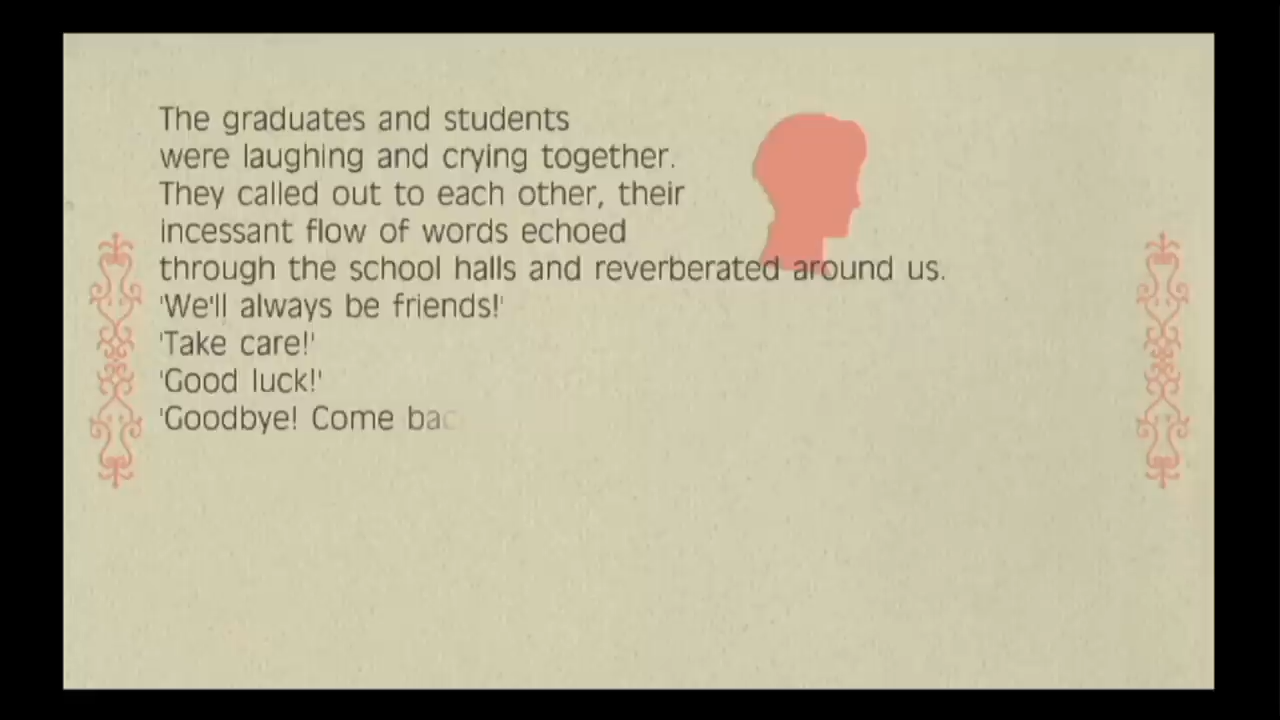 The graduates and students
were laughing and crying together.
They called out to each other, their
incessant flow of words echoed
through the school halls and reverberated around us.
'We'll always be friends!'
'Take care!'
'Good luck!'
'Goodbye! Come bac